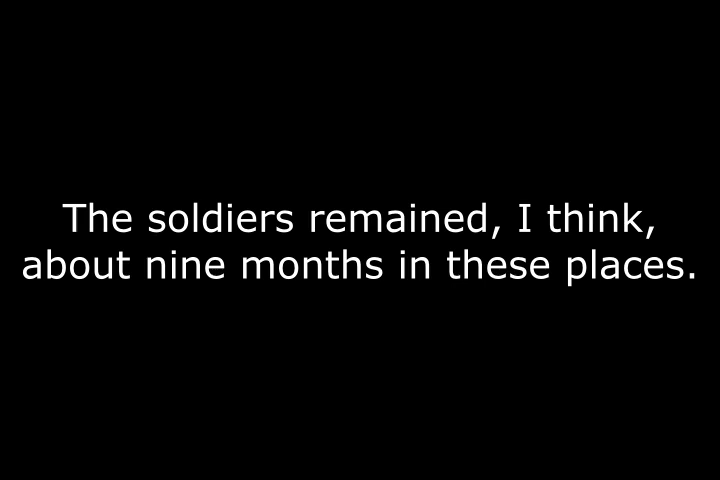 The soldiers remained, I think,
about nine months in these places.